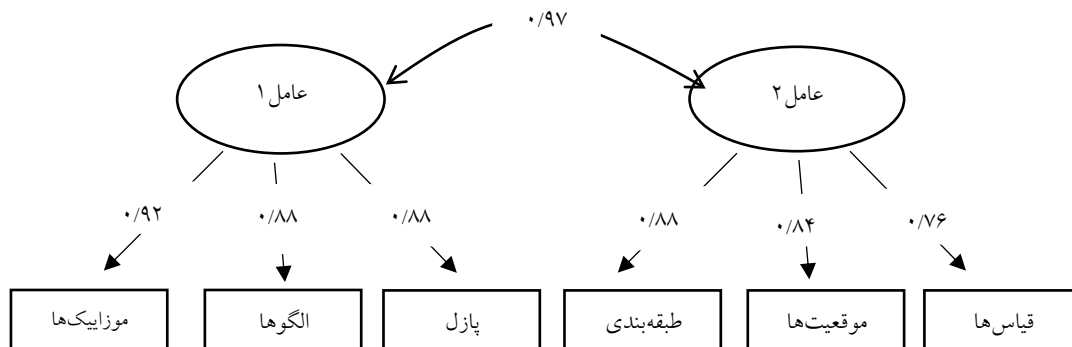 ۰/۹۷
عامل ۱
عامل ۲
۰/۹۲
۰/۸۸
۰/۸۸
۰/۸۸
۰/۸۴
۰/۷۶
موزاییک‌ها
الگوها
پازل
طبقه‌بندی
موقعیت‌ها
قیاس‌ها